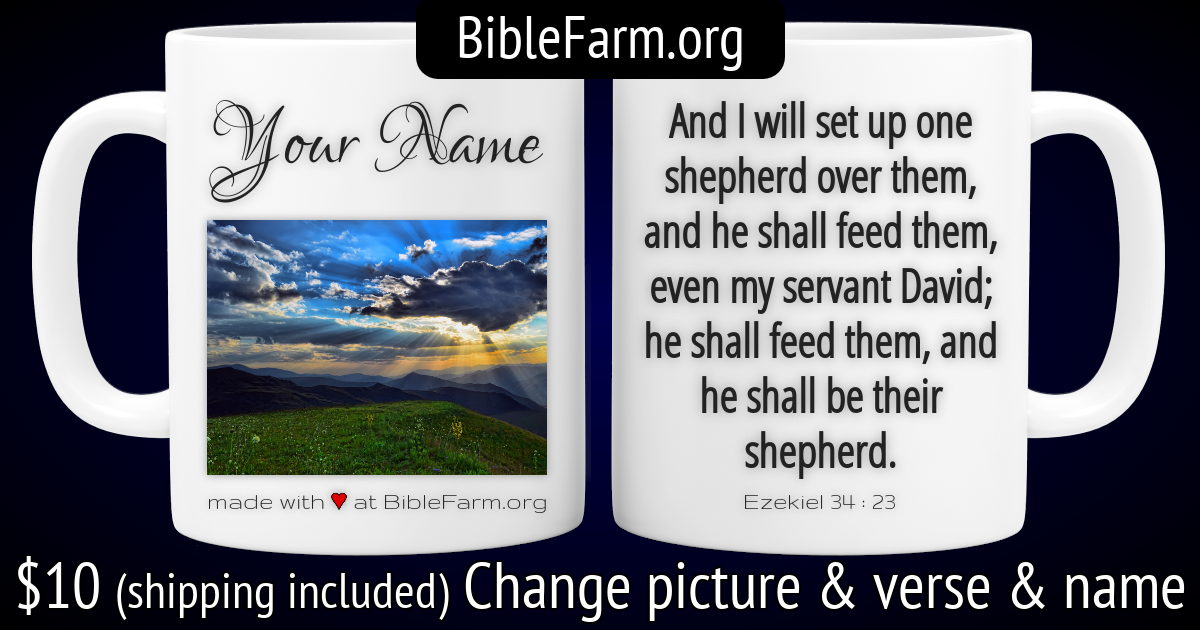 BibleFarm.org
Your Name
made with ❤ at BibleFarm.org
And I will set up one
shepherd over them,
and he shall feed them,
even my servant David;
he shall feed them, and
he shall be their
shepherd.
Ezekiel 34 : 23
$10 (shipping included) Change picture & verse & name